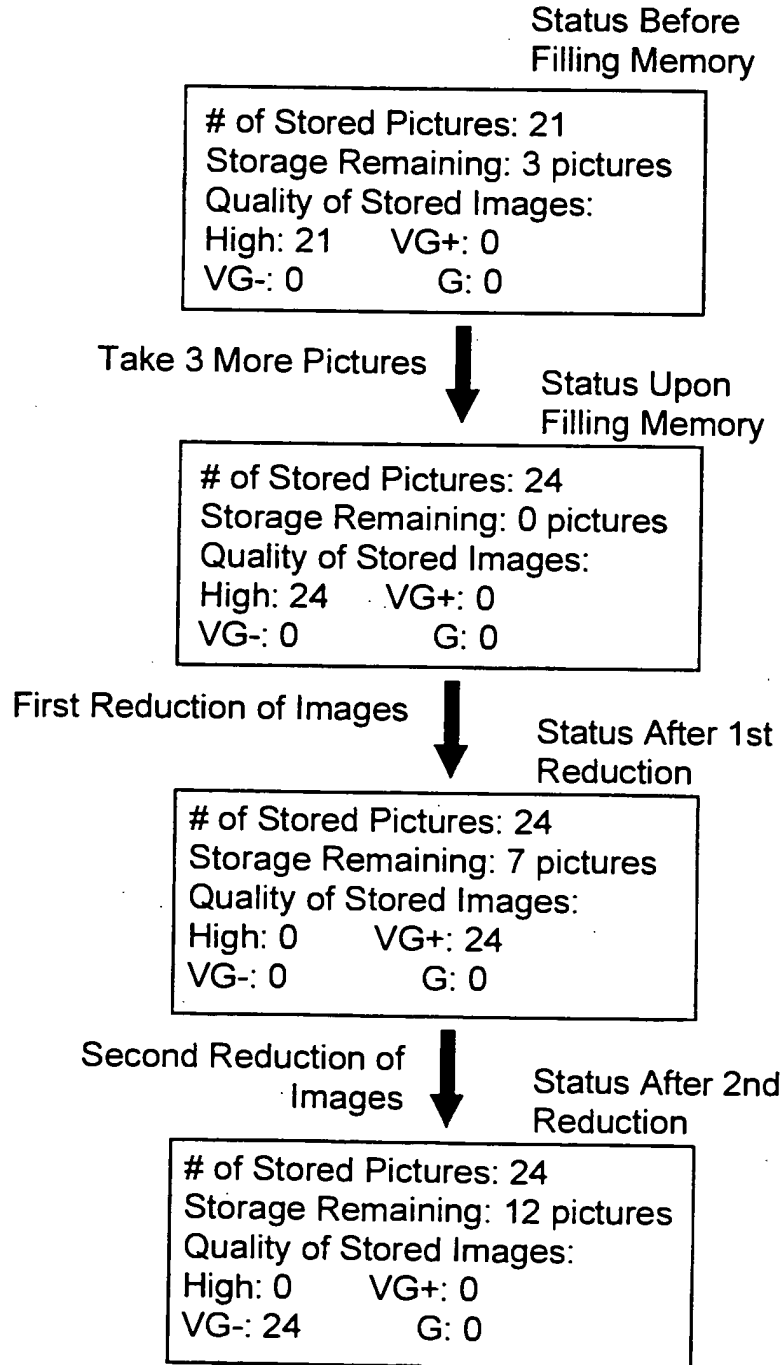 Status Before
Filling Memory
# of Stored Pictures: 21
Storage Remaining: 3 pictures
Quality of Stored Images:
High: 21 VG+: 0
VG-: 0 G: 0
Take 3 More Pictures
Status Upon
Filling Memory
# of Stored Pictures: 24
Storage Remaining: 0 pictures
Quality of Stored Images:
High: 24 VG+: 0
VG-: 0 G: 0
First Reduction of Images
Status After 1st
Reduction
# of Stored Pictures: 24
Storage Remaining: 7 pictures
Quality of Stored Images:
High: 0 VG+: 24
VG-: 0 G: 0
Second Reduction of
Images
Status After 2nd
Reduction
# of Stored Pictures: 24
Storage Remaining: 12 pictures
Quality of Stored Images:
High: 0 VG+: 0
VG-: 24 G: 0